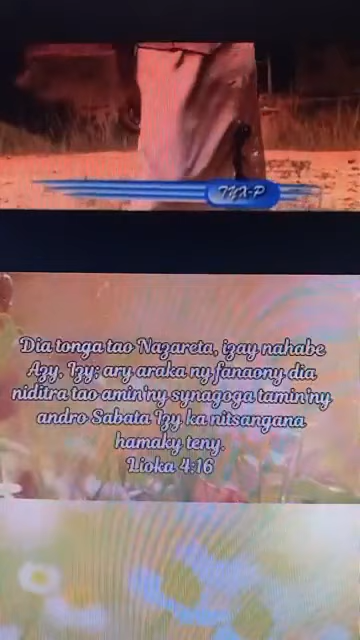 TYX-P
Dia tonga tao Nazareta, izay nahabe
Azy, Izy; ary araka ny fanaony dia
niditra tao amin'ny synagoga tamin'ny
andro Sabata Izy ka nitsangana
hamaky teny.
Lioka 4:16